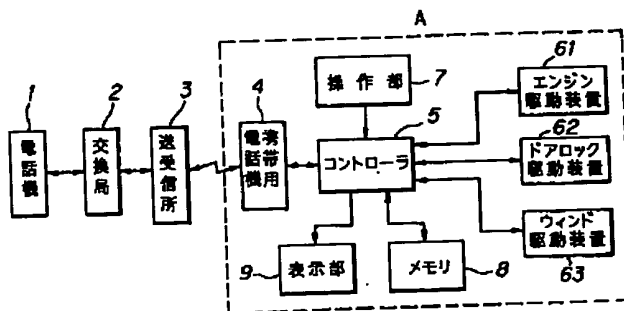 A
1
電話機
2
交換局
3
送受信所
4
携帯用
電話機
操作部
7
5
コントローラ
61
エンジン
駆動装置
62
ドアロック
駆動装置
ウィンド
駆動装置
63
9
表示部
メモリ
8